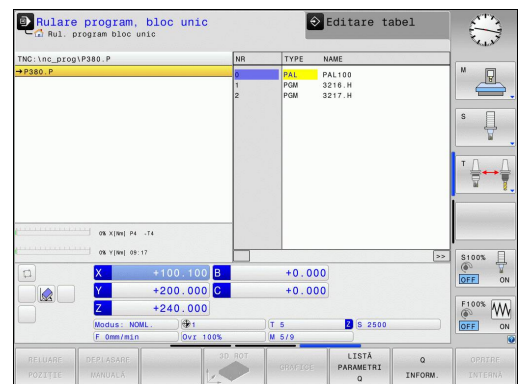 Rulare program, bloc unic
Rul. program bloc unic
Editare tabel
TNC:\nc_prog\P380.P
→P380.P
NR TYPE NAME
0 PAL PAL100
1 PGM 3216.H
2 PGM 3217.H
0% X[Nm] P4 -T4
0% Y[Nm] 09:17
>>
X +100.100 B +0.000
Y +200.000 C +0.000
Z +240.000
Modus: NOML. 1 T 5 Z S 2500
F 0mm/min Ovr 100% M 5/9
M
S
T
S100%
OFF ON
F100%
OFF ON
RELUARE POZIŢIE
DEPLASARE MANUALĂ
3D ROT
GRAFICE
LISTĂ PARAMETRI Q
Q INFORM.
OPRIRE INTERNĂ